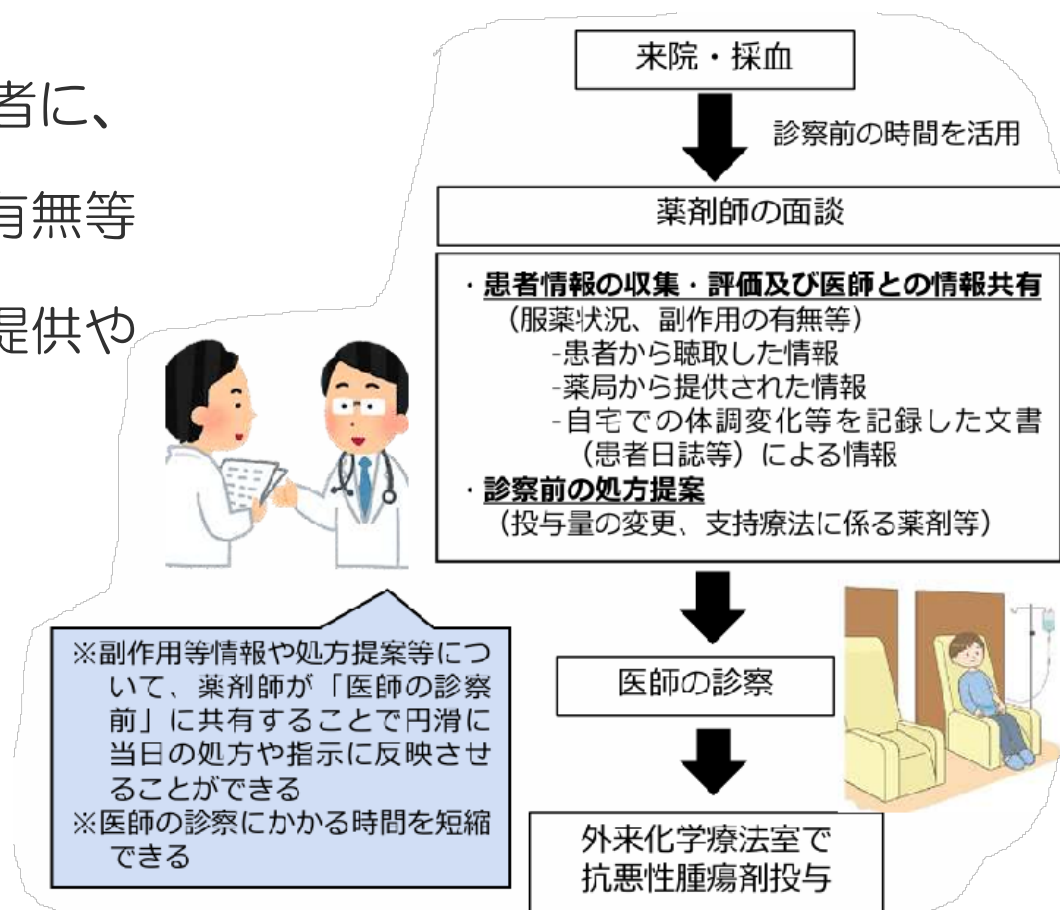 者に、
有無等
提供や
来院・採血
診察前の時間を活用
薬剤師の面談
・患者情報の収集・評価及び医師との情報共有
（服薬状況、副作用の有無等）
-患者から聴取した情報
-薬局から提供された情報
-自宅での体調変化等を記録した文書
（患者日誌等）による情報
・診察前の処方提案
（投与量の変更、支持療法に係る薬剤等）
※副作用等情報や処方提案等につ
いて、薬剤師が「医師の診察
前」に共有することで円滑に
当日の処方や指示に反映させ
ることができる
※医師の診察にかかる時間を短縮
できる
医師の診察
外来化学療法室で
抗悪性腫瘍剤投与